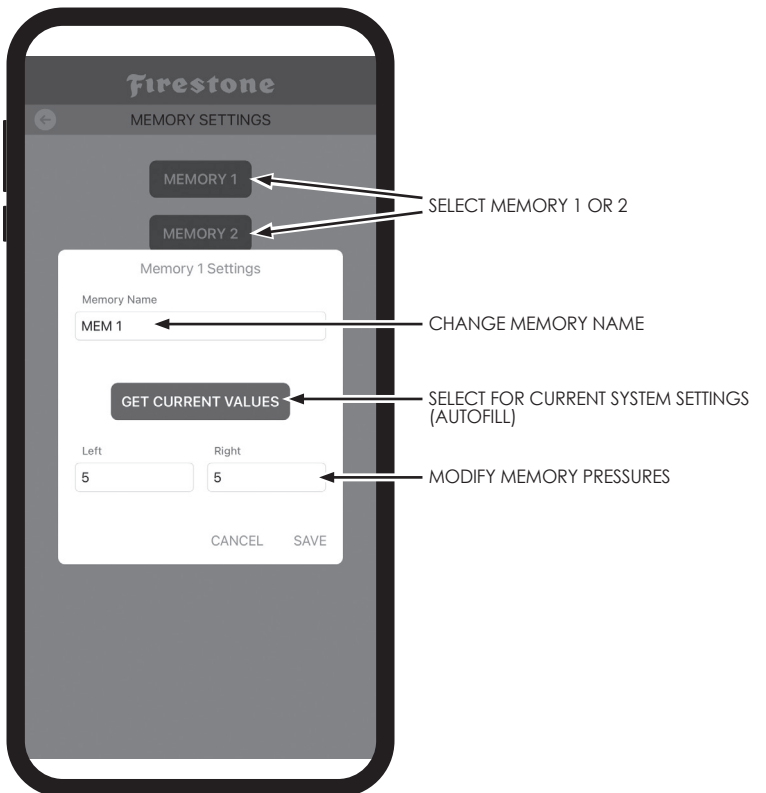 Firestone
MEMORY SETTINGS
MEMORY 1
MEMORY 2
SELECT MEMORY 1 OR 2
Memory 1 Settings
Memory Name
MEM 1
CHANGE MEMORY NAME
GET CURRENT VALUES
SELECT FOR CURRENT SYSTEM SETTINGS
(AUTOFILL)
Left Right
5 5
MODIFY MEMORY PRESSURES
CANCEL SAVE